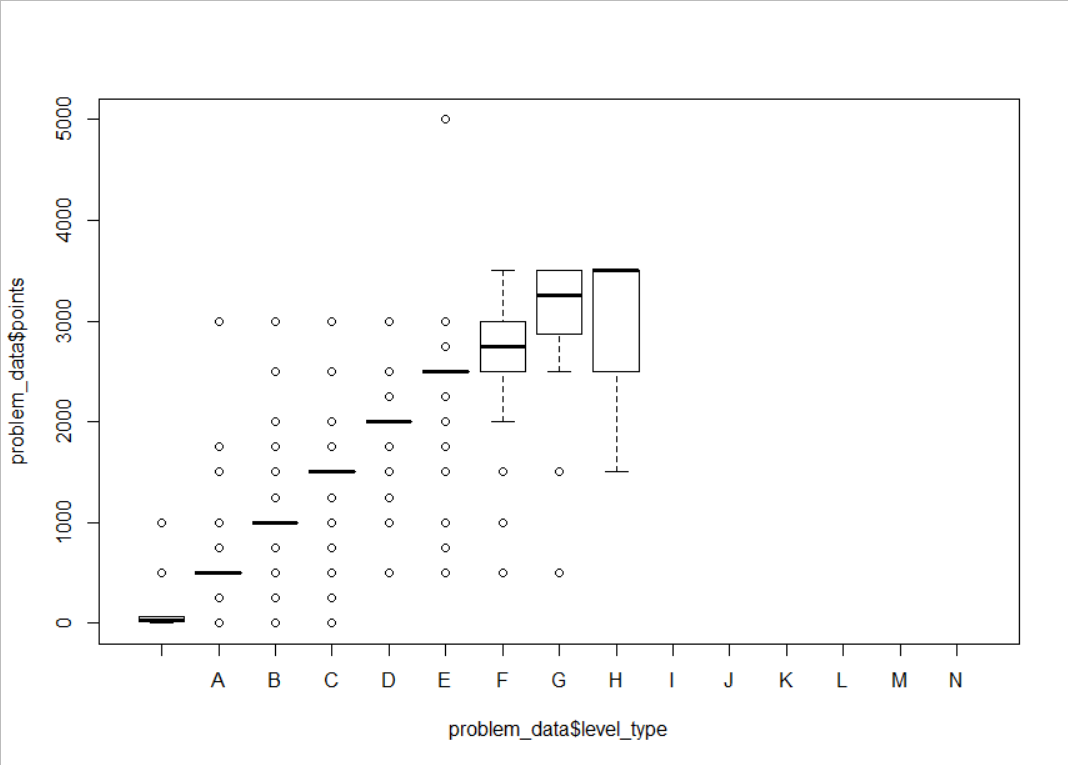 problem_data$points
5000
4000
3000
2000
1000
0
A B C D E F G H I J K L M N
problem_data$level_type